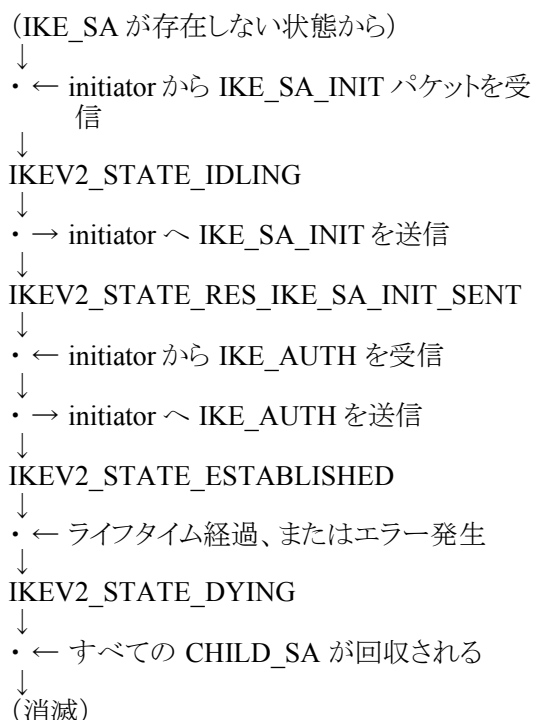 （IKE_SA が存在しない状態から）
↓
・ ← initiator から IKE_SA_INIT パケットを受
信
↓
IKEV2_STATE_IDLING
↓
・ → initiator へ IKE_SA_INIT を送信
↓
IKEV2_STATE_RES_IKE_SA_INIT_SENT
↓
・ ← initiator から IKE_AUTH を受信
↓
・ → initiator へ IKE_AUTH を送信
↓
IKEV2_STATE_ESTABLISHED
↓
・ ← ライフタイム経過、またはエラー発生
↓
IKEV2_STATE_DYING
↓
・ ← すべての CHILD_SA が回収される
↓
（消滅）